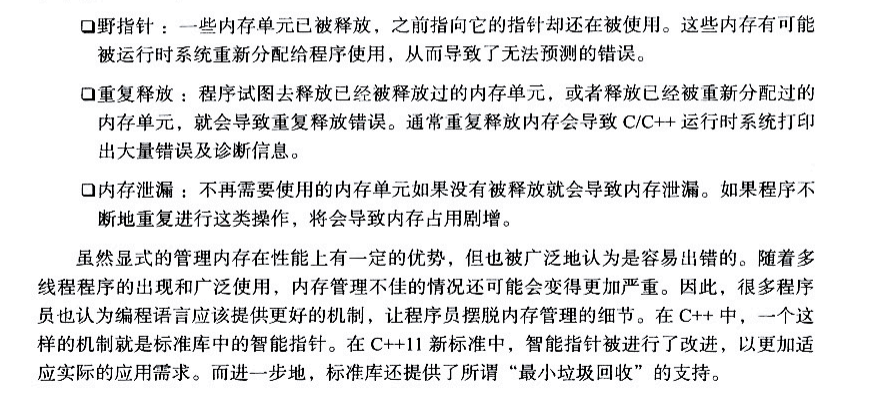 ❑野指针：一些内存单元已被释放，之前指向它的指针却还在被使用。这些内存有可能
被运行时系统重新分配给程序使用，从而导致了无法预测的错误。
❑重复释放：程序试图去释放已经被释放过的内存单元，或者释放已经被重新分配过的
内存单元，就会导致重复释放错误。通常重复释放内存会导致 C/C++ 运行时系统打印
出大量错误及诊断信息。
❑内存泄漏：不再需要使用的内存单元如果没有被释放就会导致内存泄漏。如果程序不
断地重复进行这类操作，将会导致内存占用剧增。
虽然显式的管理内存在性能上有一定的优势，但也被广泛地认为是容易出错的。随着多
线程程序的出现和广泛使用，内存管理不佳的情况还可能会变得更加严重。因此，很多程序
员也认为编程语言应该提供更好的机制，让程序员摆脱内存管理的细节。在 C++ 中，一个这
样的机制就是标准库中的智能指针。在 C++11 新标准中，智能指针被进行了改进，以更加适
应实际的应用需求。而进一步地，标准库还提供了所谓“最小垃圾回收”的支持。